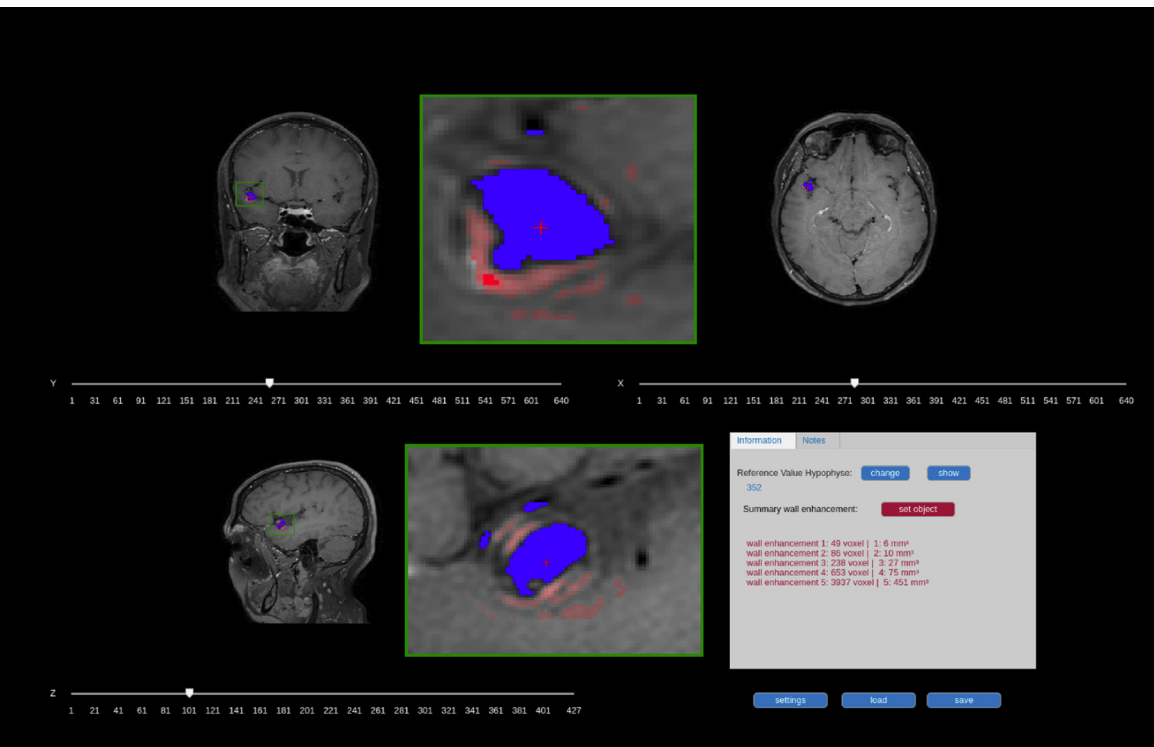 Y
1 31 61 91 121 151 181 211 241 271 301 331 361 391 421 451 481 511 541 571 601 640
X
1 31 61 91 121 151 181 211 241 271 301 331 361 391 421 451 481 511 541 571 601 640
Information Notes
Reference Value Hypophyse: change show
352
Summary wall enhancement: set object
wall enhancement 1: 49 voxel | 1: 6 mm³
wall enhancement 2: 86 voxel | 2: 10 mm³
wall enhancement 3: 238 voxel | 3: 27 mm³
wall enhancement 4: 653 voxel | 4: 75 mm³
wall enhancement 5: 3937 voxel | 5: 451 mm³
Z
1 21 41 61 81 101 121 141 161 181 201 221 241 261 281 301 321 341 361 381 401 427
settings load save